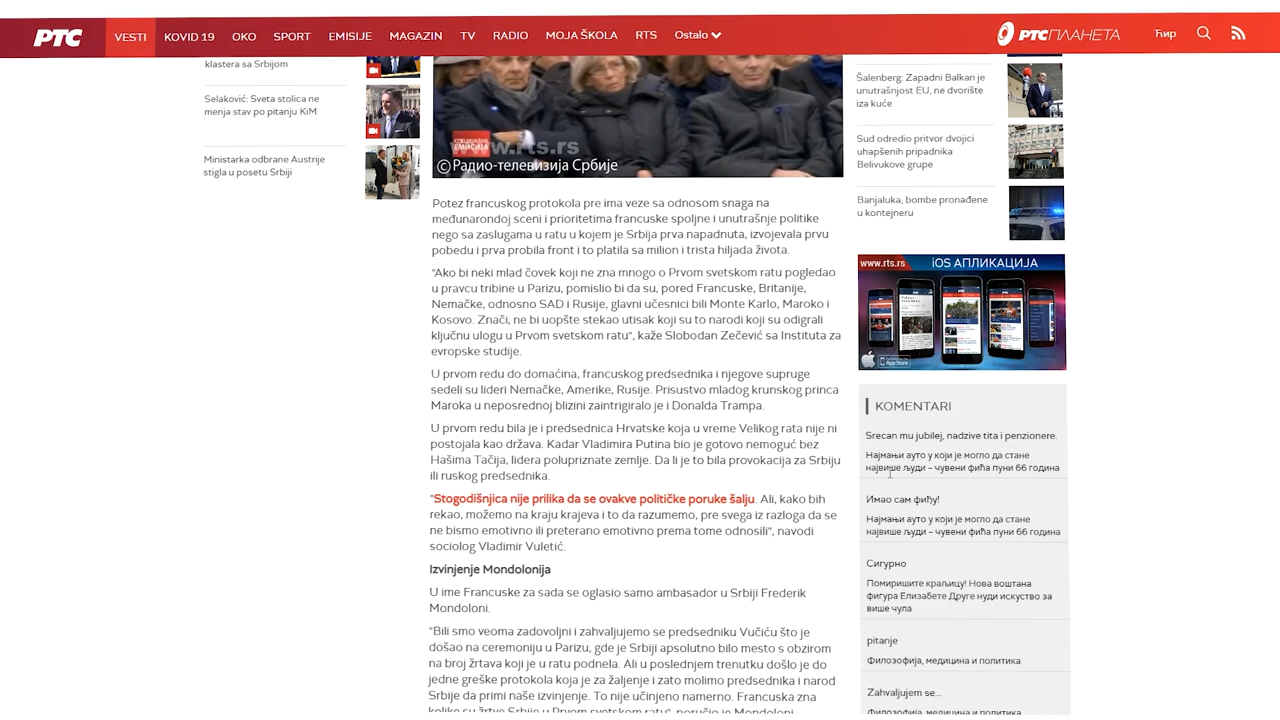 РТС
VESTI
KOVID 19
OKO
SPORT
EMISIJE
MAGAZIN
TV
RADIO
MOJA ŠKOLA
RTS
Ostalo
РТС ПЛАНЕТА
Ћир
klastera sa Srbijom
Selaković: Sveta stolica ne
menja stav po pitanju KiM
Ministarka odbrane Austrije
stigla u posetu Srbiji
СПЕЦИЈАЛНА
ЕМИСИЈА
www.rts.rs
©Радио-телевизија Србије
Potez francuskog protokola pre ima veze sa odnosom snaga na
međunarondoj sceni i prioritetima francuske spoljne i unutrašnje politike
nego sa zaslugama u ratu u kojem je Srbija prva napadnuta, izvojevala prvu
pobedu i prva probila front i to platila sa milion i trista hiljada života.
"Ako bi neki mlad čovek koji ne zna mnogo o Prvom svetskom ratu pogledao
u pravcu tribine u Parizu, pomislio bi da su, pored Francuske, Britanije,
Nemačke, odnosno SAD i Rusije, glavni učesnici bili Monte Karlo, Maroko i
Kosovo. Znači, ne bi uopšte stekao utisak koji su to narodi koji su odigrali
ključnu ulogu u Prvom svetskom ratu", kaže Slobodan Zečević sa Instituta za
evropske studije.
U prvom redu do domaćina, francuskog predsednika i njegove supruge
sedeli su lideri Nemačke, Amerike, Rusije. Prisustvo mladog krunskog princa
Maroka u neposrednoj blizini zaintrigiralo je i Donalda Trampa.
U prvom redu bila je i predsednica Hrvatske koja u vreme Velikog rata nije ni
postojala kao država. Kadar Vladimira Putina bio je gotovo nemoguć bez
Hašima Tačija, lidera polupriznate zemlje. Da li je to bila provokacija za Srbiju
ili ruskog predsednika.
"Stogodišnjica nije prilika da se ovakve političke poruke šalju. Ali, kako bih
rekao, možemo na kraju krajeva i to da razumemo, pre svega iz razloga da se
ne bismo emotivno ili preterano emotivno prema tome odnosili", navodi
sociolog Vladimir Vuletić.
Izvinjenje Mondolonija
U ime Francuske za sada se oglasio samo ambasador u Srbiji Frederik
Mondoloni.
"Bili smo veoma zadovoljni i zahvaljujemo se predsedniku Vučiću što je
došao na ceremoniju u Parizu, gde je Srbiji apsolutno bilo mesto s obzirom
na broj žrtava koji je u ratu podnela. Ali u poslednjem trenutku došlo je do
jedne greške protokola koja je za žaljenje i zato molimo predsednika i narod
Srbije da primi naše izvinjenje. To nije učinjeno namerno. Francuska zna
kolike su žrtve Srbije u Prvom svetskom ratu", poručio je Mondoloni.
Šalenberg: Zapadni Balkan je
unutrašnjost EU, ne dvorište
iza kuće
Sud odredio pritvor dvojici
uhapšenih pripadnika
Belivukove grupe
Banjaluka, bombe pronađene
u kontejneru
www.rts.rs
iOS АПЛИКАЦИЈА
App Store
KOMENTARI
Srecan mu jubilej, nadzive tita i penzionere.
Најмањи ауто у који је могло да стане
највише људи – чувени фића пуни 66 година
Имао сам фиђу!
Најмањи ауто у који је могло да стане
највише људи – чувени фића пуни 66 година
Сигурно
Помиришите краљицу! Нова воштана
фигура Елизабете Друге нуди искуство за
више чула
pitanje
Филозофија, медицина и политика
Zahvaljujem se...
Филозофија, медицина и политика